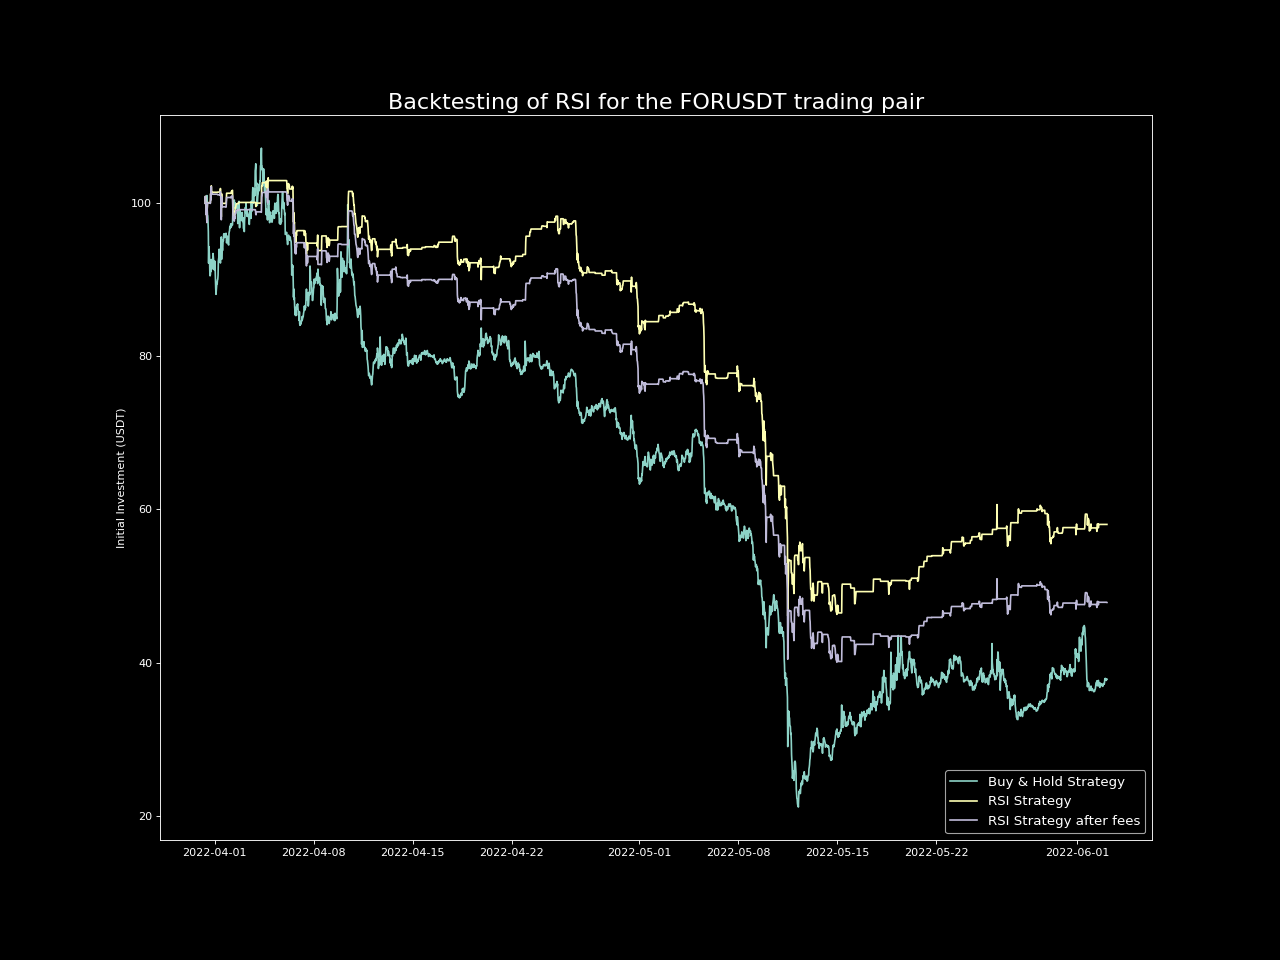 Backtesting of RSI for the FORUSDT trading pair
Initial Investment (USDT)
100
80
60
40
20
2022-04-01 2022-04-08 2022-04-15 2022-04-22 2022-05-01 2022-05-08 2022-05-15 2022-05-22 2022-06-01
Buy & Hold Strategy
RSI Strategy
RSI Strategy after fees